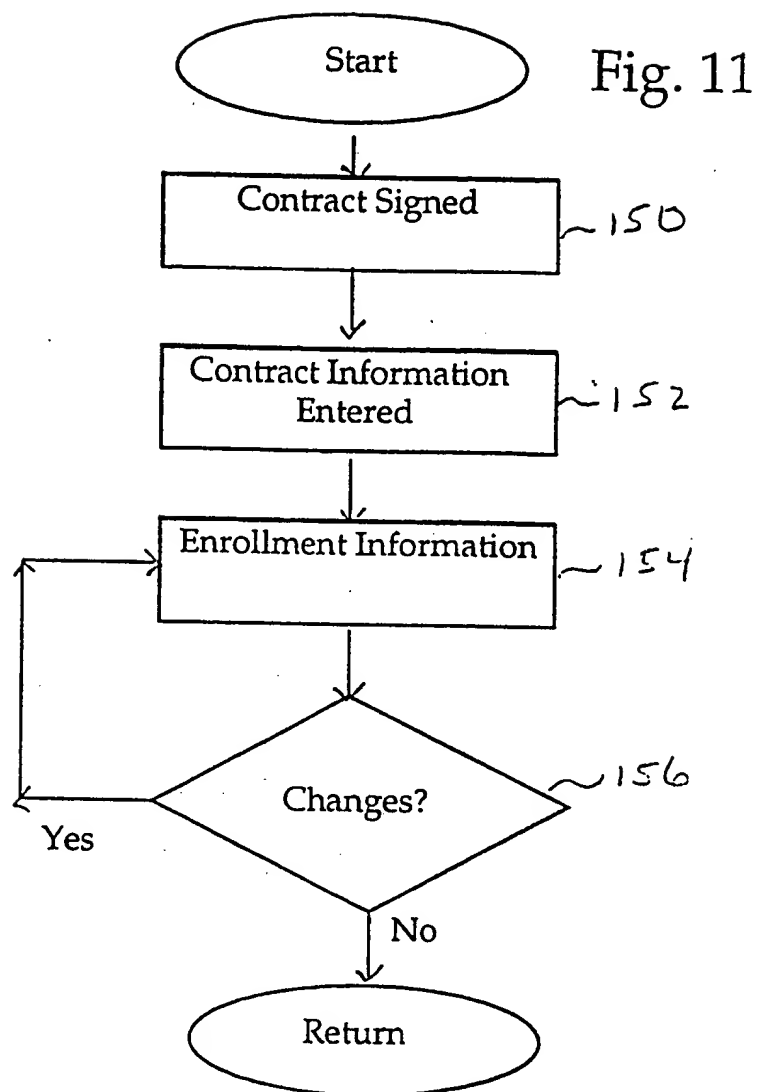 Start
Fig. 11
Contract Signed
150
Contract Information
Entered
152
Enrollment Information
154
Changes?
156
Yes
No
Return